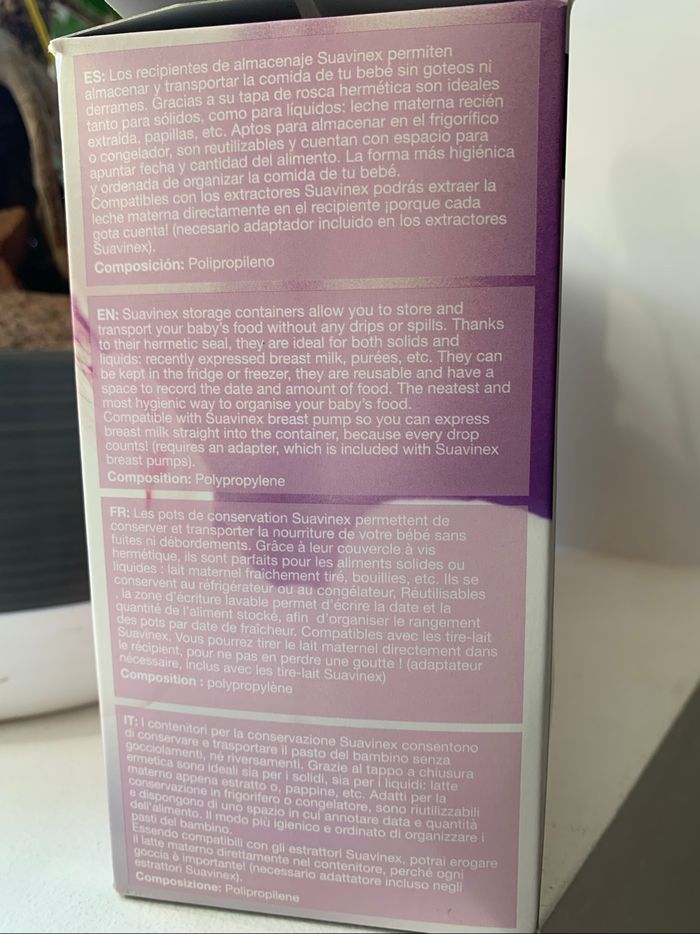 ES: Los recipientes de almacenaje Suavinex permiten
almacenar y transportar la comida de tu bebé sin goteos ni
derrames. Gracias a su tapa de rosca hermética son ideales
tanto para sólidos, como para líquidos: leche materna recién
extraída, papillas, etc. Aptos para almacenar en el frigorífico
o congelador, son reutilizables y cuentan con espacio para
apuntar fecha y cantidad del alimento. La forma más higiénica
y ordenada de organizar la comida de tu bebé.
Compatibles con los extractores Suavinex podrás extraer la
leche materna directamente en el recipiente ¡porque cada
gota cuenta! (necesario adaptador incluido en los extractores
Suavinex).
Composición: Polipropileno
EN: Suavinex storage containers allow you to store and
transport your baby's food without any drips or spills. Thanks
to their hermetic seal, they are ideal for both solids and
liquids: recently expressed breast milk, purées, etc. They can
be kept in the fridge or freezer, they are reusable and have a
space to record the date and amount of food. The neatest and
most hygienic way to organise your baby's food.
Compatible with Suavinex breast pump so you can express
breast milk straight into the container, because every drop
counts! (requires an adapter, which is included with Suavinex
breast pumps).
Composition: Polypropylene
FR: Les pots de conservation Suavinex permettent de
conserver et transporter la nourriture de votre bébé sans
fuites ni débordements. Grâce à leur couvercle à vis
hermétique, ils sont parfaits pour les aliments solides ou
liquides : lait maternel fraîchement tiré, bouillies, etc. Ils se
conservent au réfrigérateur ou au congélateur, Réutilisables
. la zone d'écriture lavable permet d'écrire la date et la
quantité de l'aliment stocké, afin d'organiser le rangement
des pots par date de fraîcheur. Compatibles avec les tire-lait
Suavinex. Vous pourrez tirer le lait maternel directement dans
le récipient, pour ne pas en perdre une goutte ! (adaptateur
nécessaire, inclus avec les tire-lait Suavinex)
Composition : polypropylène
IT: I contenitori per la conservazione Suavinex consentono
di conservare e trasportare il pasto del bambino senza
gocciolamenti, né riversamenti. Grazie al tappo a chiusura
ermetica sono ideali sia per i solidi, sia per i liquidi: latte
materno appena estratto o, pappine, etc. Adatti per la
conservazione in frigorifero o congelatore, sono riutilizzabili
e dispongono di uno spazio in cui annotare data e quantità
dell'alimento. Il modo più igienico e ordinato di organizzare i
pasti del bambino.
Essendo compatibili con gli estrattori Suavinex, potrai erogare
il latte materno direttamente nel contenitore, perché ogni
goccia è importante! (necessario adattatore incluso negli
estrattori Suavinex).
Composizione: Polipropilene